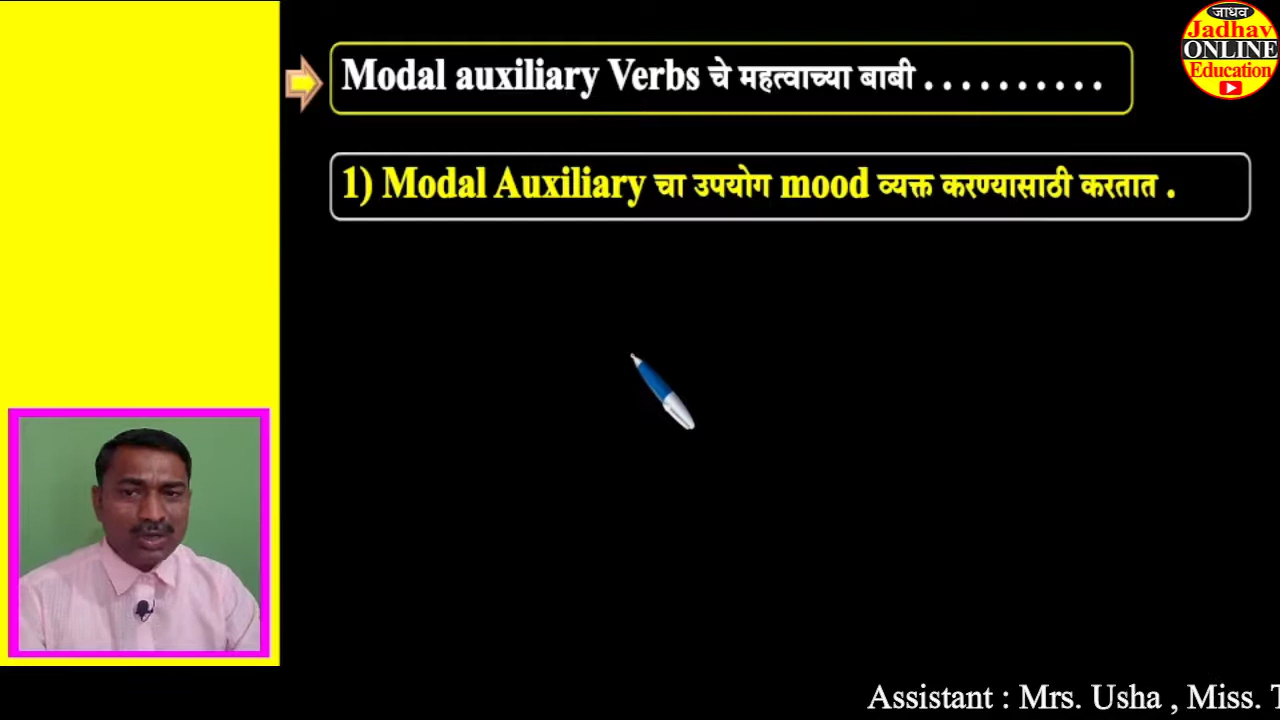 Modal auxiliary Verbs चे महत्वाच्या बाबी . . . . . . . . . .
1) Modal Auxiliary चा उपयोग mood व्यक्त करण्यासाठी करतात .
जाधव
Jadhav
ONLINE
Education
Assistant : Mrs. Usha , Miss. T